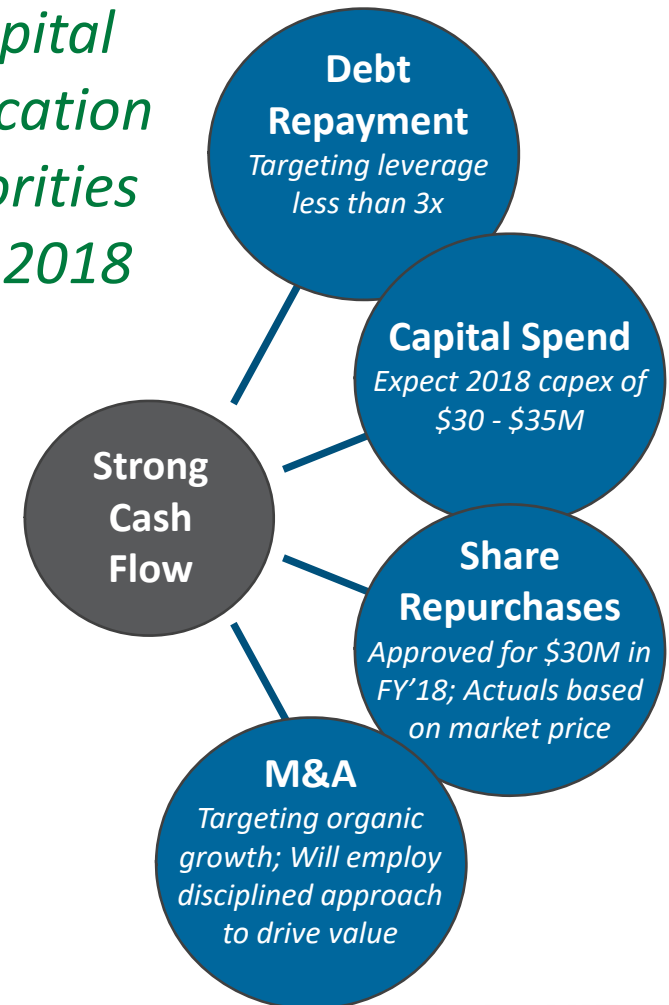 pital
cation
orities
2018
Debt
Repayment
Targeting leverage
less than 3x
Capital Spend
Expect 2018 capex of
$30 - $35M
Strong
Cash
Flow
Share
Repurchases
Approved for $30M in
FY'18; Actuals based
on market price
M&A
Targeting organic
growth; Will employ
disciplined approach
to drive value